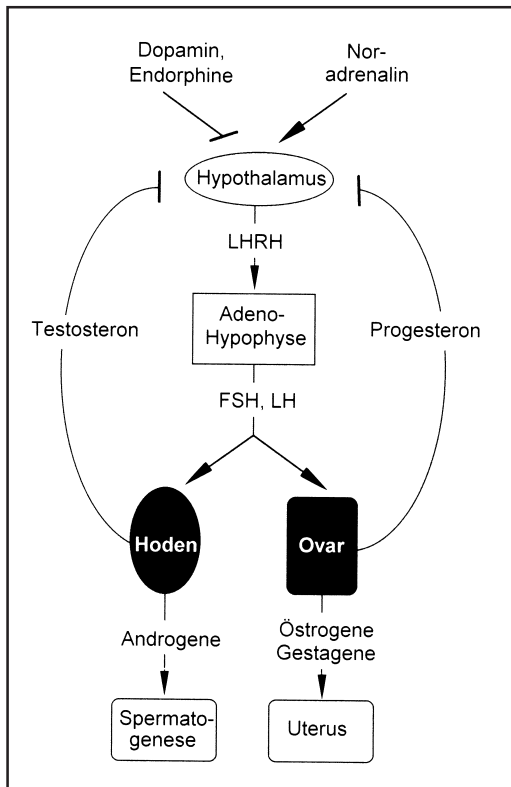 Dopamin,
Endorphine
Nor-
adrenalin
Hypothalamus
LHRH
Adeno-
Hypophyse
Testosteron
Progesteron
FSH, LH
Hoden
Ovar
Androgene
Östrogene
Gestagene
Spermato-
genese
Uterus